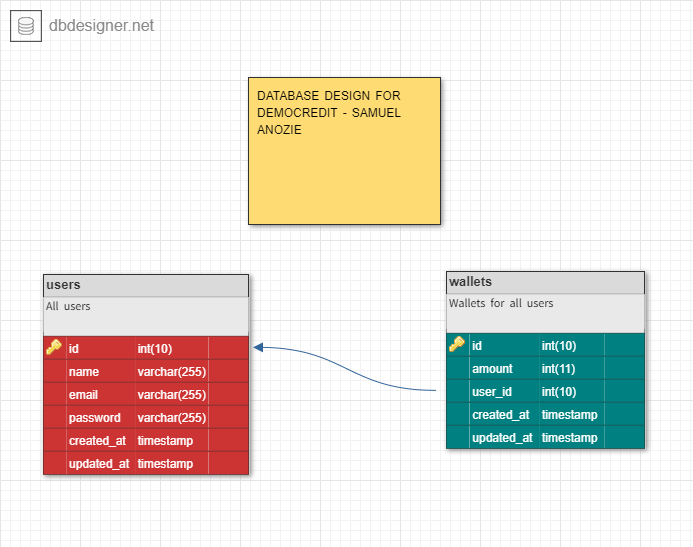 dbdesigner.net
DATABASE DESIGN FOR
DEMOCREDIT - SAMUEL
ANOZIE
users
All users
id int(10)
name varchar(255)
email varchar(255)
password varchar(255)
created_at timestamp
updated_at timestamp
wallets
Wallets for all users
id int(10)
amount int(11)
user_id int(10)
created_at timestamp
updated_at timestamp